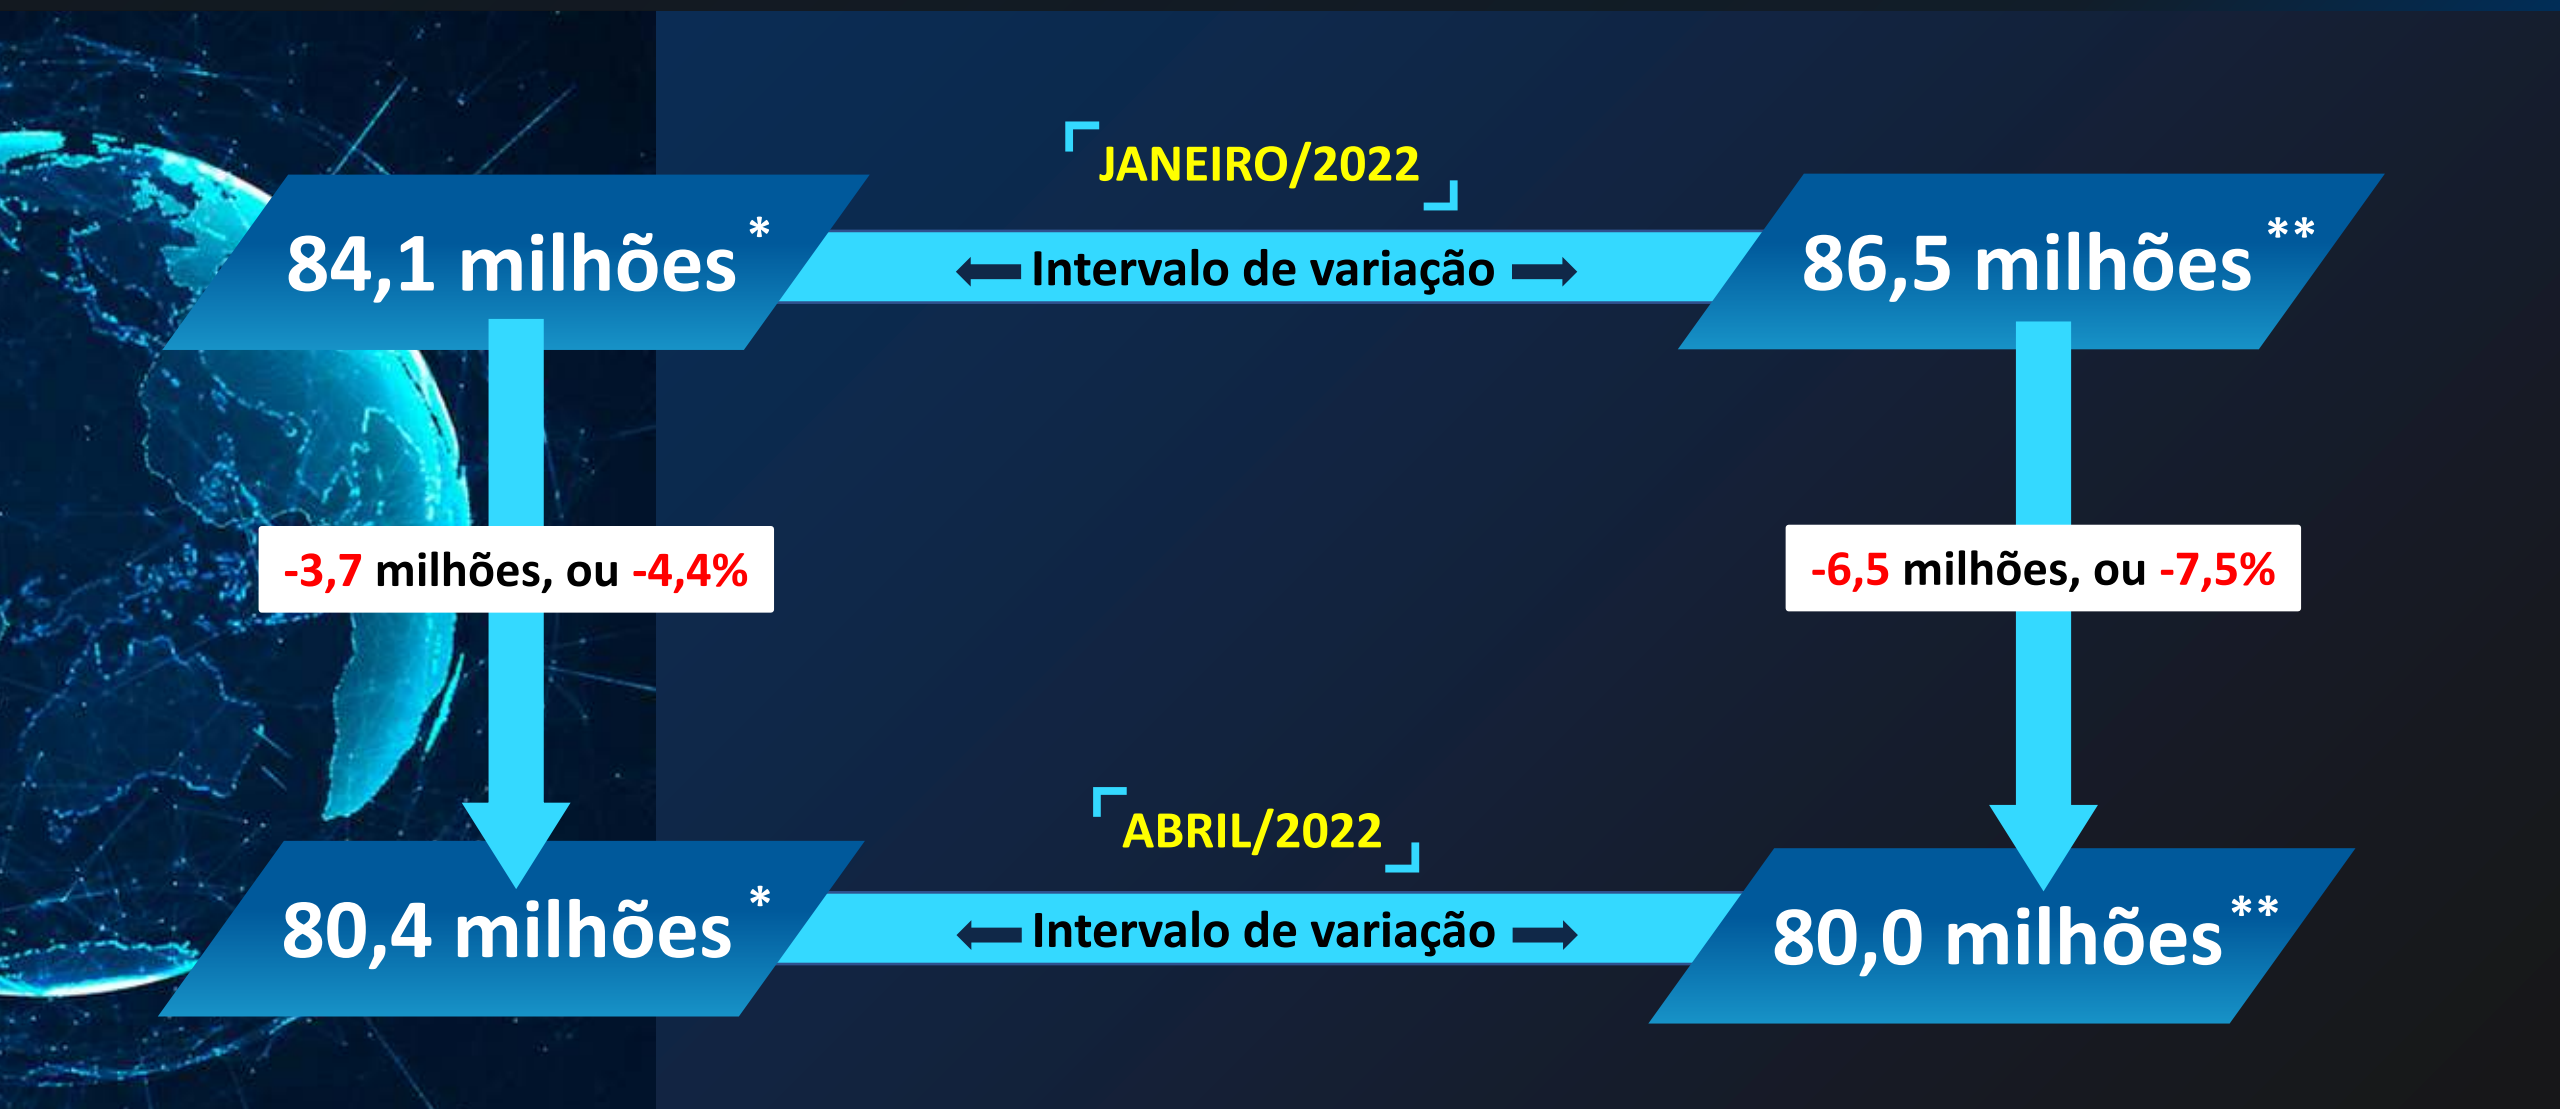 JANEIRO/2022
84,1 milhões *
Intervalo de variação
86,5 milhões **
-3,7 milhões, ou -4,4%
-6,5 milhões, ou -7,5%
ABRIL/2022
80,4 milhões *
Intervalo de variação
80,0 milhões **